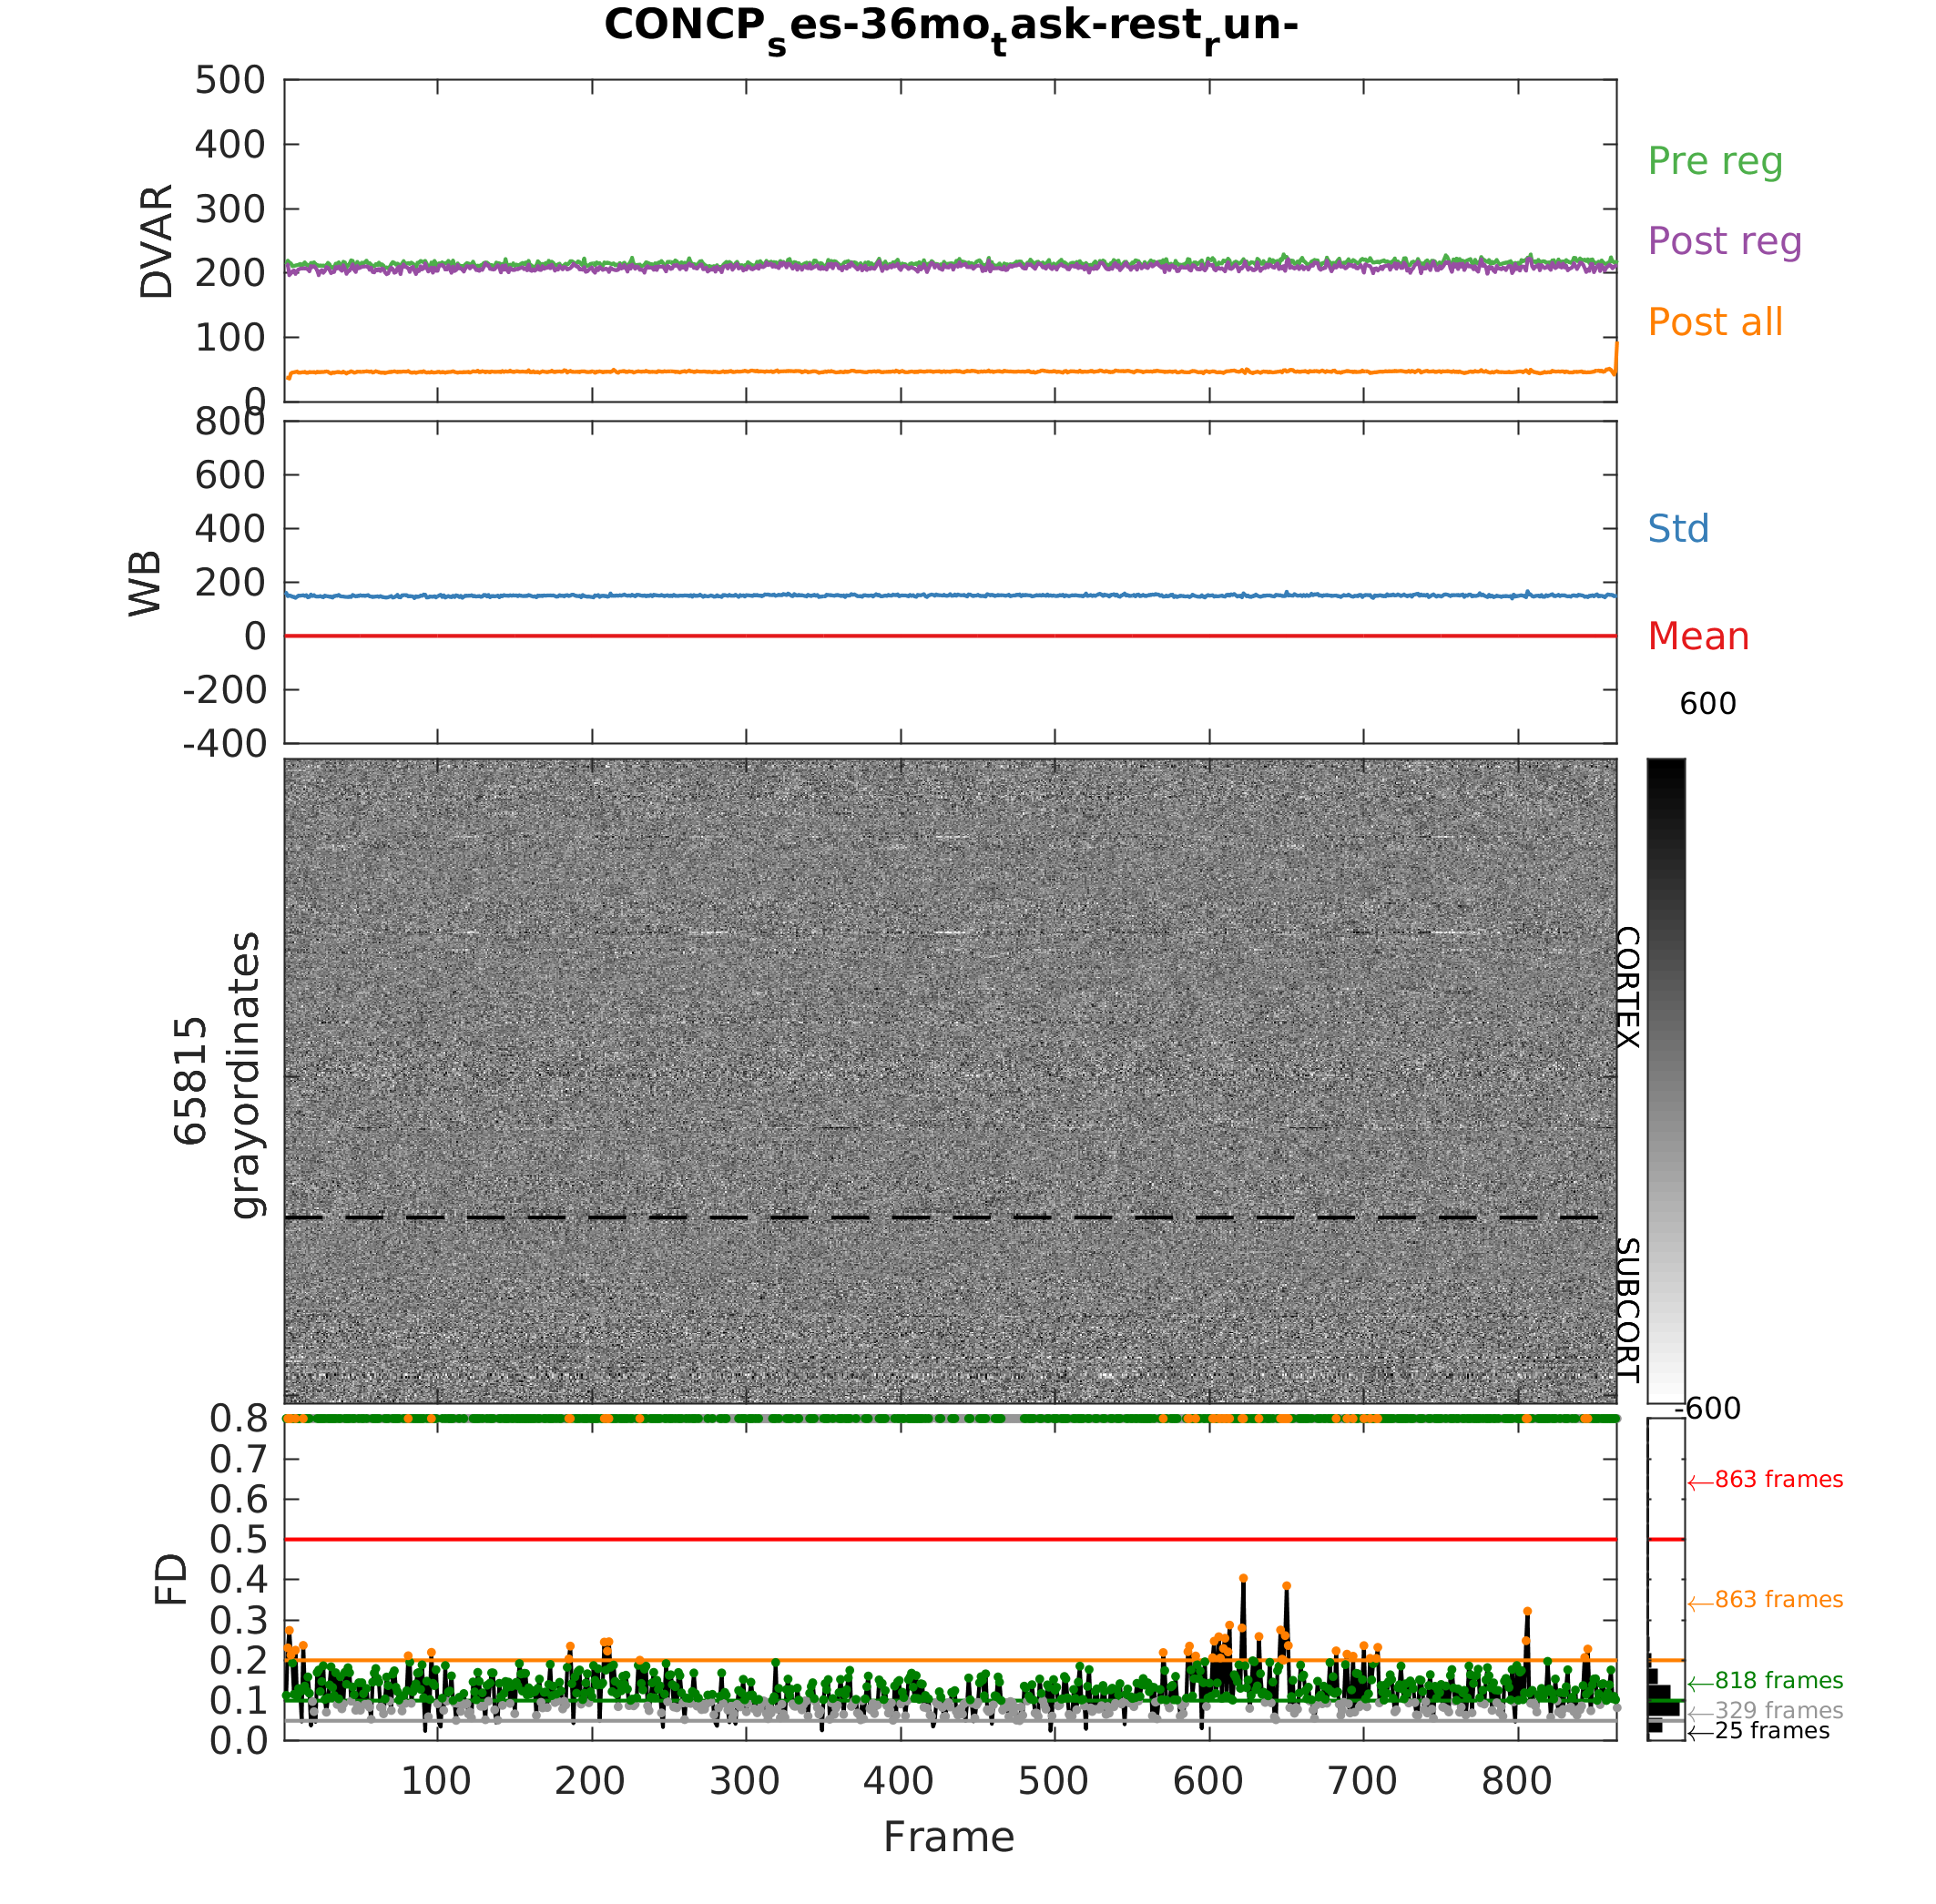 CONCPses-36motask-restrun-
500
400
300
200
100
0
DVAR
Pre reg
Post reg
Post all
800
600
400
200
0
-200
-400
WB
Std
Mean
600
65815
grayordinates
CORTEX
SUBCORT
-600
0.8
0.7
0.6
0.5
0.4
0.3
0.2
0.1
0.0
FD
←863 frames
←863 frames
←818 frames
←329 frames
←25 frames
100 200 300 400 500 600 700 800
Frame